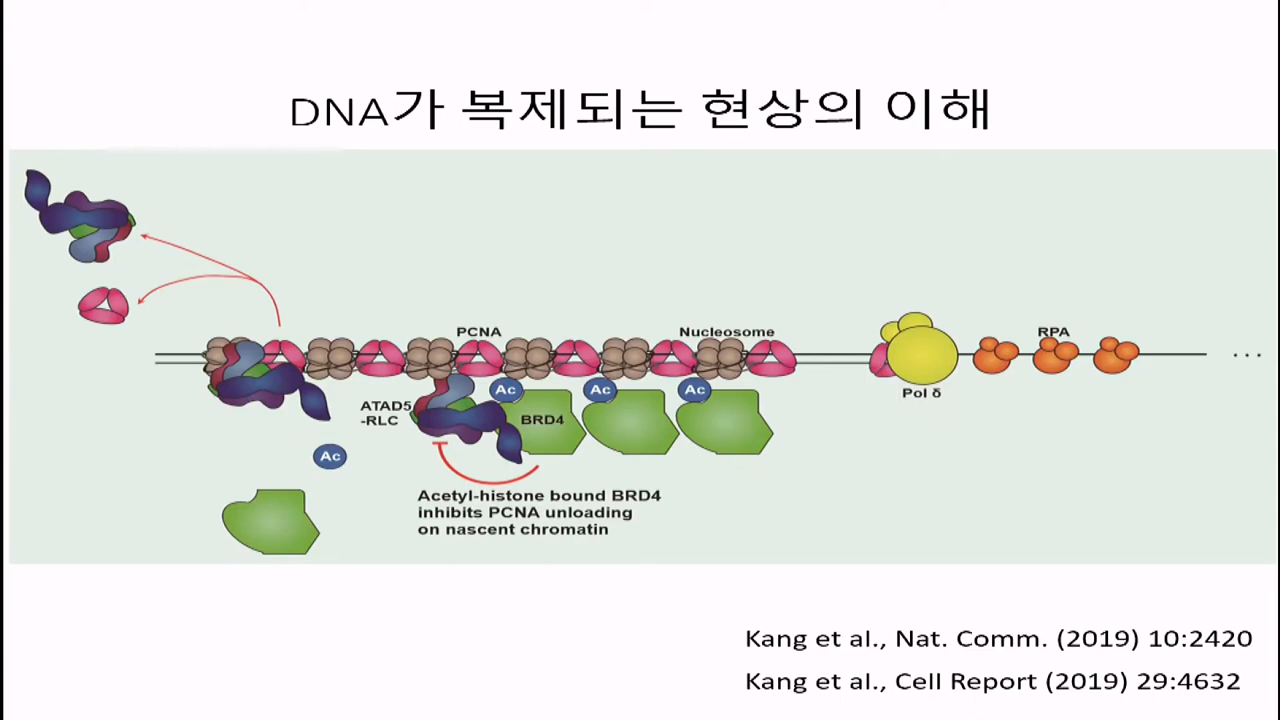 DNA가 복제되는 현상의 이해
PCNA
Nucleosome
RPA
Pol δ
Ac
Ac
Ac
ATAD5
-RLC
BRD4
Ac
Acetyl-histone bound BRD4
inhibits PCNA unloading
on nascent chromatin
...
Kang et al., Nat. Comm. (2019) 10:2420
Kang et al., Cell Report (2019) 29:4632